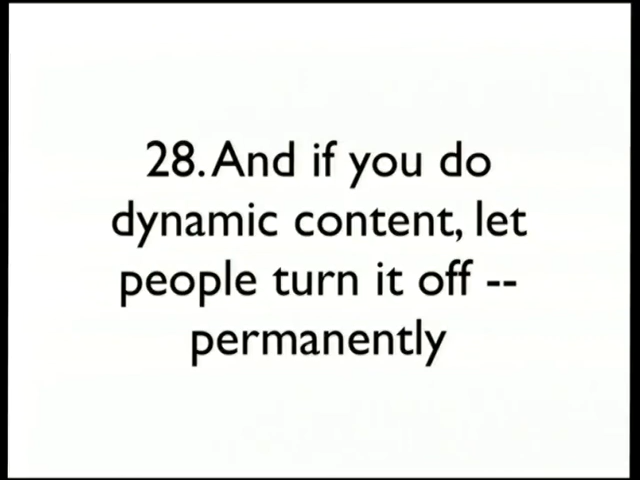 28. And if you do
dynamic content, let
people turn it off --
permanently